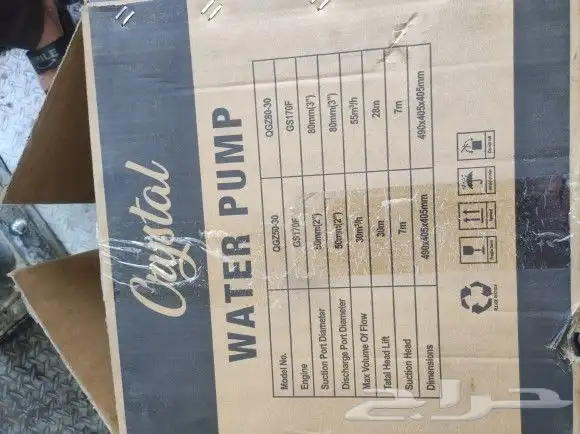 Crystal
WATER PUMP
Model No. QGZ50-30 QGZ80-30
Engine GS170F GS170F
Suction Port Diameter 50mm(2") 80mm(3")
Discharge Port Diameter 50mm(2") 80mm(3")
Max Volume Of Flow 30m³/h 55m³/h
Tatal Head Lift 30m 28m
Suction Head 7m 7m
Dimensions 490x405x405mm 490x405x405mm
حراج